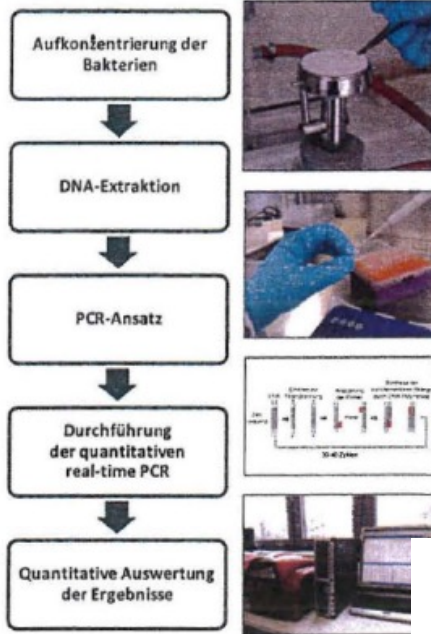 Aufkonzentrierung der
Bakterien
DNA-Extraktion
PCR-Ansatz
Durchführung
der quantitativen
real-time PCR
Quantitative Auswertung
der Ergebnisse
30-40 Zyklen